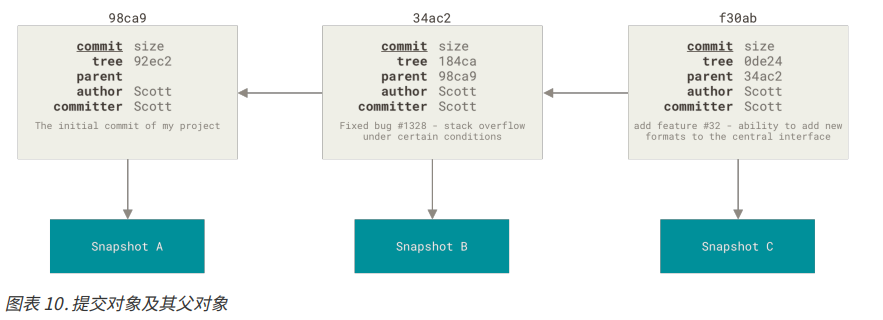 98ca9
commit size
tree 92ec2
parent
author Scott
committer Scott
The initial commit of my project
34ac2
commit size
tree 184ca
parent 98ca9
author Scott
committer Scott
Fixed bug #1328 - stack overflow
under certain conditions
f30ab
commit size
tree 0de24
parent 34ac2
author Scott
committer Scott
add feature #32 - ability to add new
formats to the central interface
Snapshot A
Snapshot B
Snapshot C
图表 10. 提交对象及其父对象